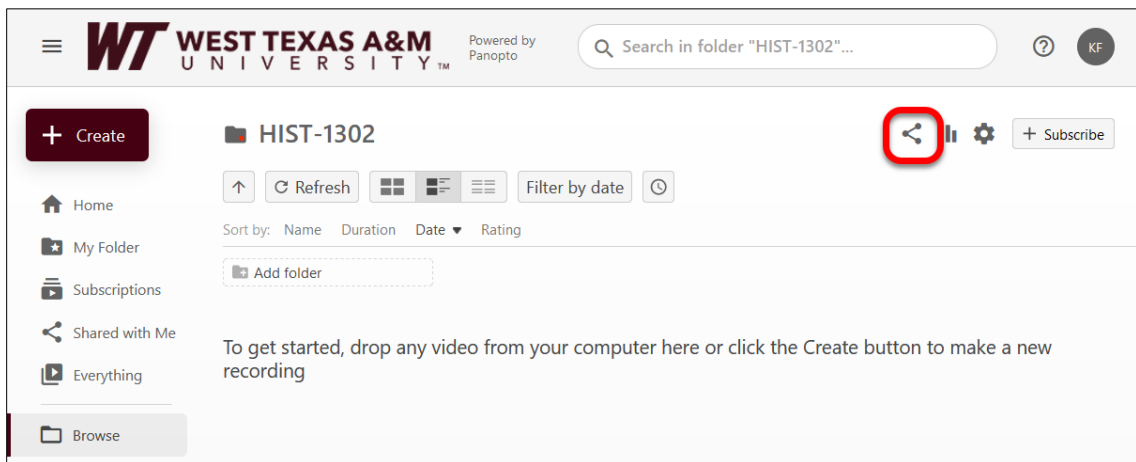 WT WEST TEXAS A&M
UNIVERSITY™
Powered by
Panopto
Search in folder "HIST-1302"...
KF
+ Create
HIST-1302
+ Subscribe
Refresh
Filter by date
Sort by: Name Duration Date ▼ Rating
Add folder
Home
My Folder
Subscriptions
Shared with Me
Everything
Browse
To get started, drop any video from your computer here or click the Create button to make a new
recording